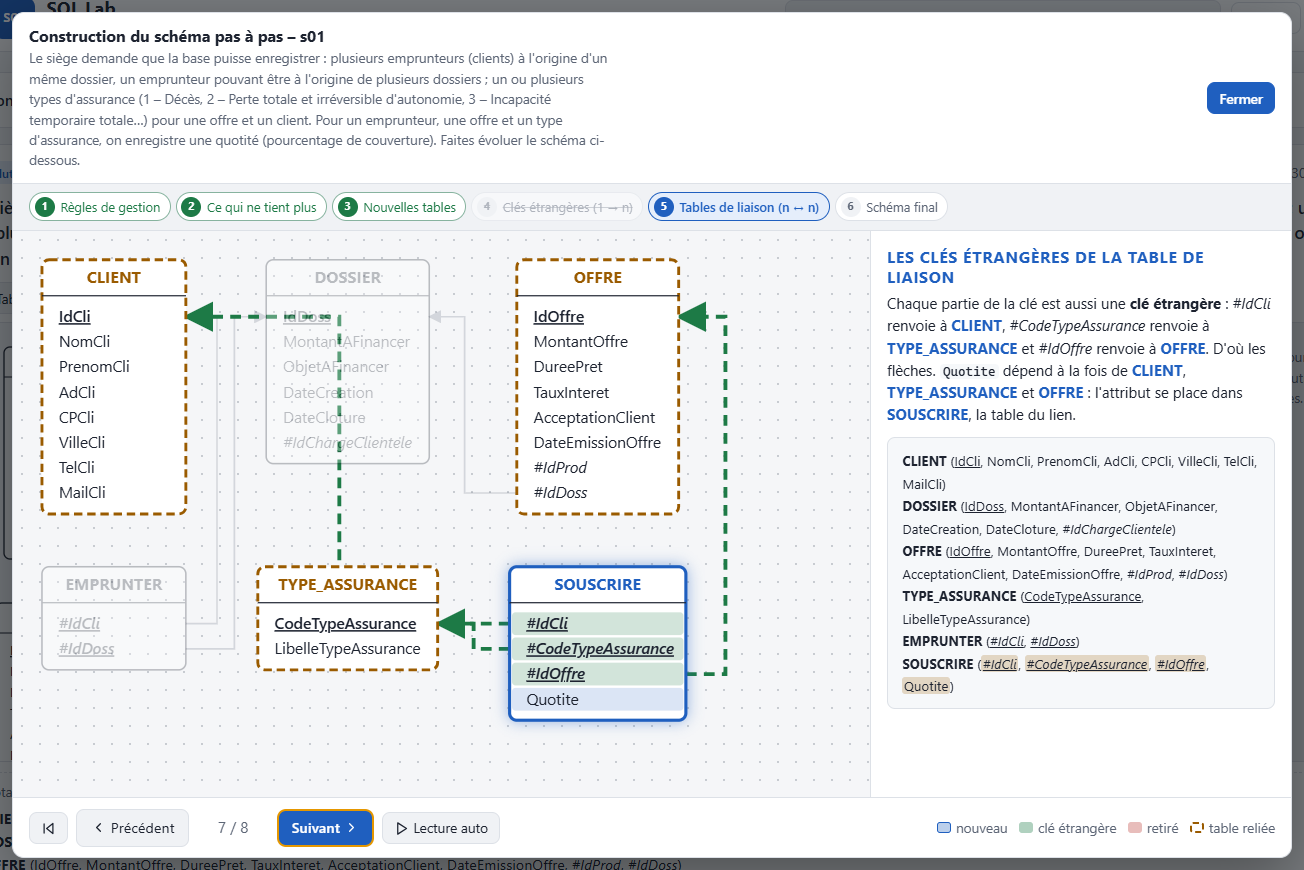 SQL Lab
Construction du schéma pas à pas – s01
Le siège demande que la base puisse enregistrer : plusieurs emprunteurs (clients) à l'origine d'un
même dossier, un emprunteur pouvant être à l'origine de plusieurs dossiers ; un ou plusieurs
types d'assurance (1 – Décès, 2 – Perte totale et irréversible d'autonomie, 3 – Incapacité
temporaire totale...) pour une offre et un client. Pour un emprunteur, une offre et un type
d'assurance, on enregistre une quotité (pourcentage de couverture). Faites évoluer le schéma ci-
dessous.
Fermer
1 Règles de gestion
2 Ce qui ne tient plus
3 Nouvelles tables
4 Clés étrangères (1 ↔ n)
5 Tables de liaison (n ↔ n)
6 Schéma final
CLIENT
IdCli
NomCli
PrenomCli
AdCli
CPCli
VilleCli
TelCli
MailCli
DOSSIER
IdDoss
MontantAFinancer
ObjetAFinancer
DateCreation
DateCloture
#IdChargeClientele
OFFRE
IdOffre
MontantOffre
DureePret
TauxInteret
AcceptationClient
DateEmissionOffre
#IdProd
#IdDoss
EMPRUNTER
#IdCli
#IdDoss
TYPE_ASSURANCE
CodeTypeAssurance
LibelleTypeAssurance
SOUSCRIRE
#IdCli
#CodeTypeAssurance
#IdOffre
Quotite
LES CLÉS ÉTRANGÈRES DE LA TABLE DE
LIAISON
Chaque partie de la clé est aussi une clé étrangère : #IdCli
renvoie à CLIENT, #CodeTypeAssurance renvoie à
TYPE_ASSURANCE et #IdOffre renvoie à OFFRE. D'où les
flèches. Quotite dépend à la fois de CLIENT,
TYPE_ASSURANCE et OFFRE : l'attribut se place dans
SOUSCRIRE, la table du lien.
CLIENT (IdCli, NomCli, PrenomCli, AdCli, CPCli, VilleCli, TelCli,
MailCli)
DOSSIER (IdDoss, MontantAFinancer, ObjetAFinancer,
DateCreation, DateCloture, #IdChargeClientele)
OFFRE (IdOffre, MontantOffre, DureePret, TauxInteret,
AcceptationClient, DateEmissionOffre, #IdProd, #IdDoss)
TYPE_ASSURANCE (CodeTypeAssurance,
LibelleTypeAssurance)
EMPRUNTER (#IdCli, #IdDoss)
SOUSCRIRE (#IdCli, #CodeTypeAssurance, #IdOffre,
Quotite)
Précédent
7 / 8
Suivant
Lecture auto
nouveau
clé étrangère
retiré
table reliée
(IdOffre, MontantOffre, DureePret, TauxInteret, AcceptationClient, DateEmissionOffre, #IdProd, #IdDoss)